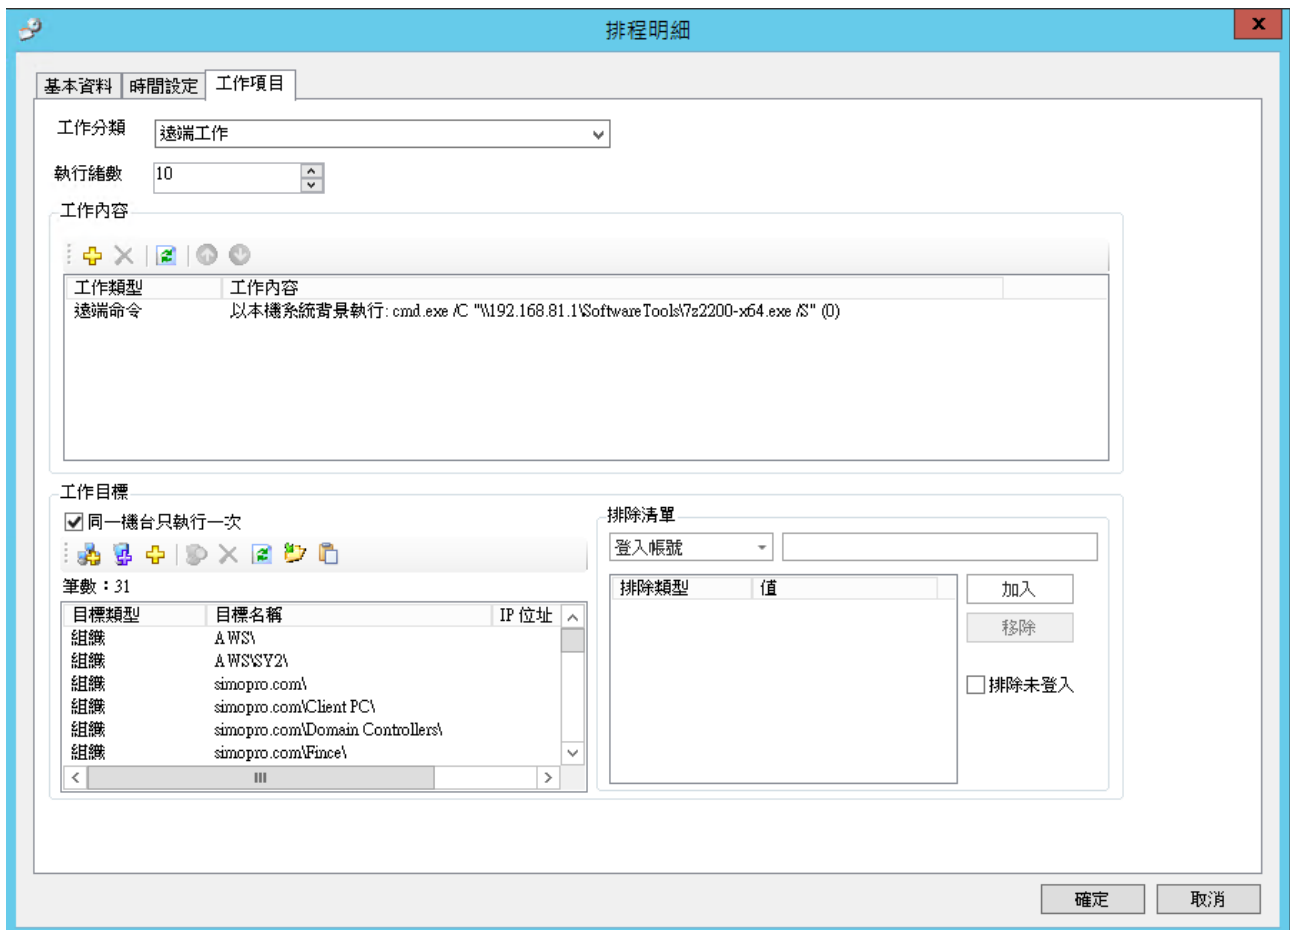 排程明細
x
基本資料 時間設定 工作項目
工作分類 遠端工作
執行緒數 10
工作內容
工作類型 工作內容
遠端命令 以本機系統背景執行: cmd.exe /C "\\192.168.81.1\SoftwareTools\7z2200-x64.exe /S" (0)
工作目標
同一機台只執行一次
筆數：31
目標類型 目標名稱 IP 位址
組織 AWS\
組織 AWS\SY2\
組織 simopro.com\
組織 simopro.com\Client PC\
組織 simopro.com\Domain Controllers\
組織 simopro.com\Fince\
排除清單
登入帳號
排除類型 值
加入
移除
排除未登入
確定 取消